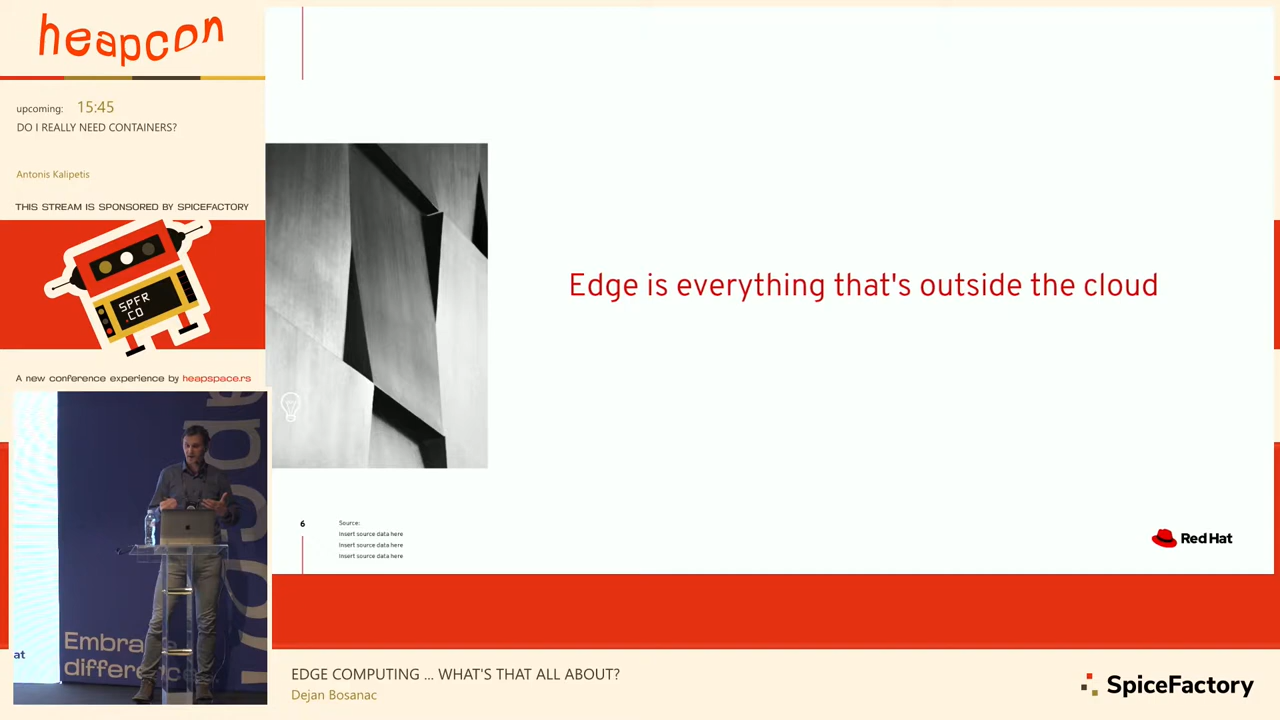 heapcon
upcoming: 15:45
DO I REALLY NEED CONTAINERS?
Antonis Kalipetis
THIS STREAM IS SPONSORED BY SPICEFACTORY
SPFR
.CO
A new conference experience by heapspace.rs
Edge is everything that's outside the cloud
6
Source:
Insert source data here
Insert source data here
Insert source data here
Red Hat
Embra
difference
at
EDGE COMPUTING ... WHAT'S THAT ALL ABOUT?
Dejan Bosanac
SpiceFactory